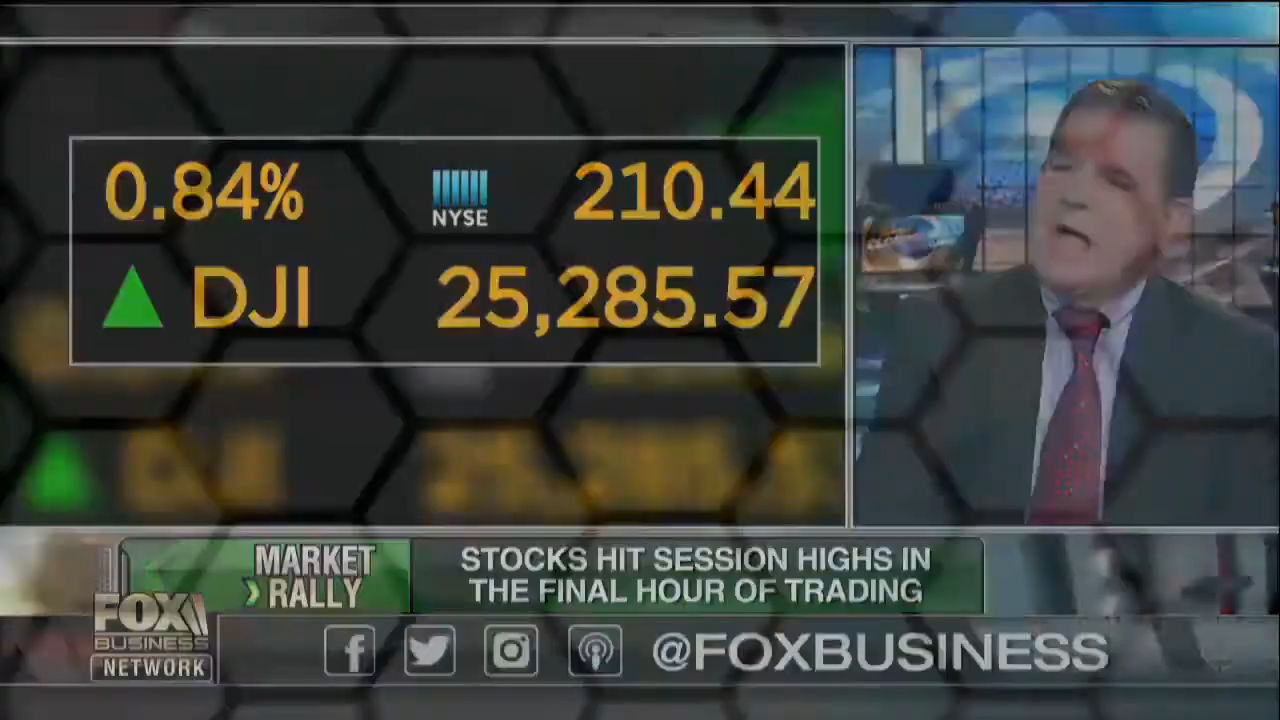 0.84%
NYSE
210.44
DJI
25,285.57
MARKET
RALLY
STOCKS HIT SESSION HIGHS IN
THE FINAL HOUR OF TRADING
FOX
BUSINESS
NETWORK
@FOXBUSINESS